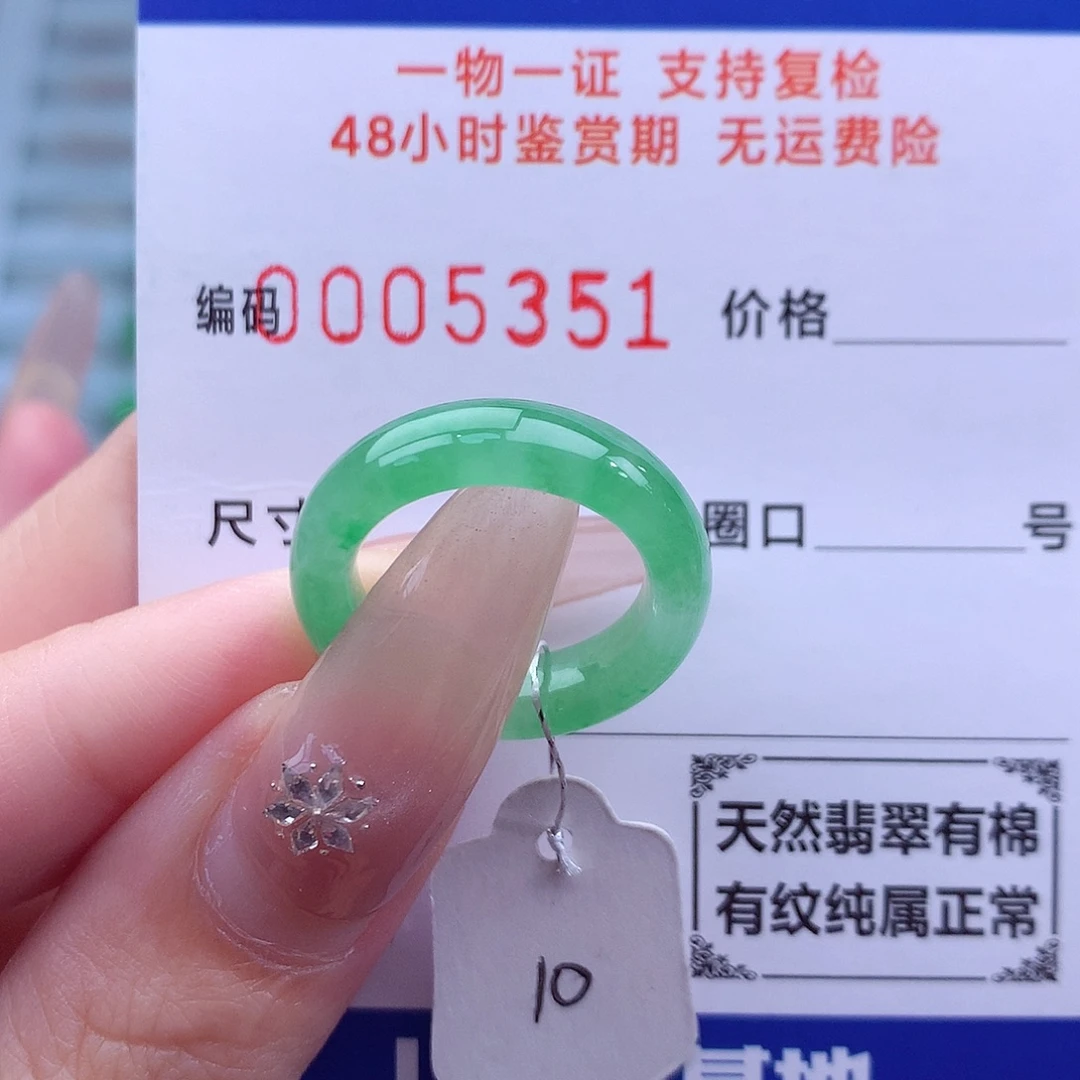 一物一证 支持复检
48小时鉴赏期 无运费险
编码0005351 价格
尺寸 圈口 号
天然翡翠有棉
有纹纯属正常
10
基地